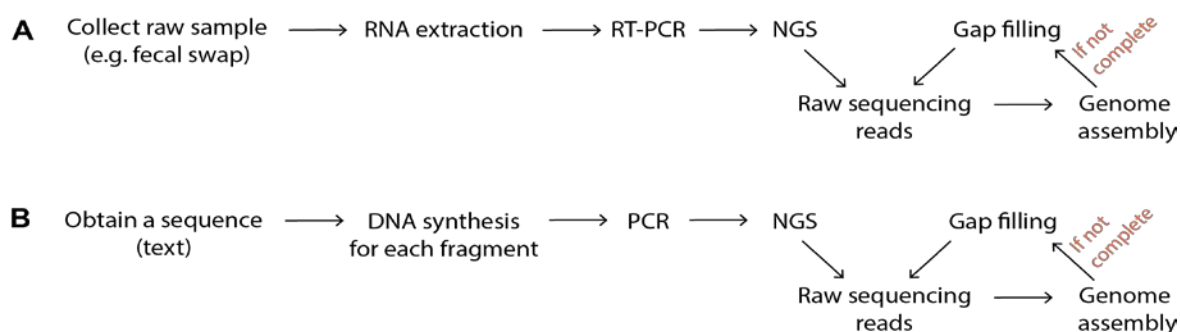 A
Collect raw sample
(e.g. fecal swap)
RNA extraction
RT-PCR
NGS
Gap filling
If not
complete
Raw sequencing
reads
Genome
assembly
B
Obtain a sequence
(text)
DNA synthesis
for each fragment
PCR
NGS
Gap filling
If not
complete
Raw sequencing
reads
Genome
assembly